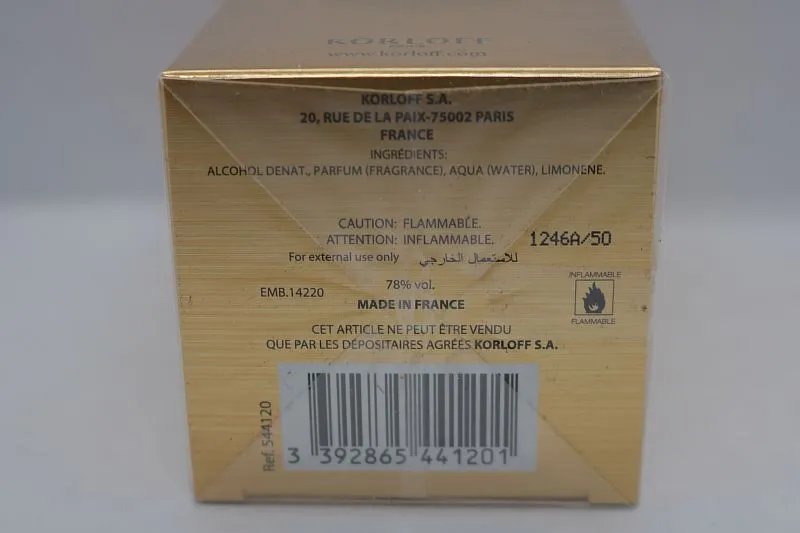 KORLOFF
PARIS
www.korloff.com
KORLOFF S.A.
20, RUE DE LA PAIX-75002 PARIS
FRANCE
INGRÉDIENTS:
ALCOHOL DENAT., PARFUM (FRAGRANCE), AQUA (WATER), LIMONENE.
CAUTION: FLAMMABLE.
ATTENTION: INFLAMMABLE.
1246A/50
For external use only للاستعمال الخارجي
INFLAMMABLE
FLAMMABLE
78% vol.
EMB.14220
MADE IN FRANCE
CET ARTICLE NE PEUT ÊTRE VENDU
QUE PAR LES DÉPOSITAIRES AGRÉÉS KORLOFF S.A.
Ref. 544120
3 392865 441201